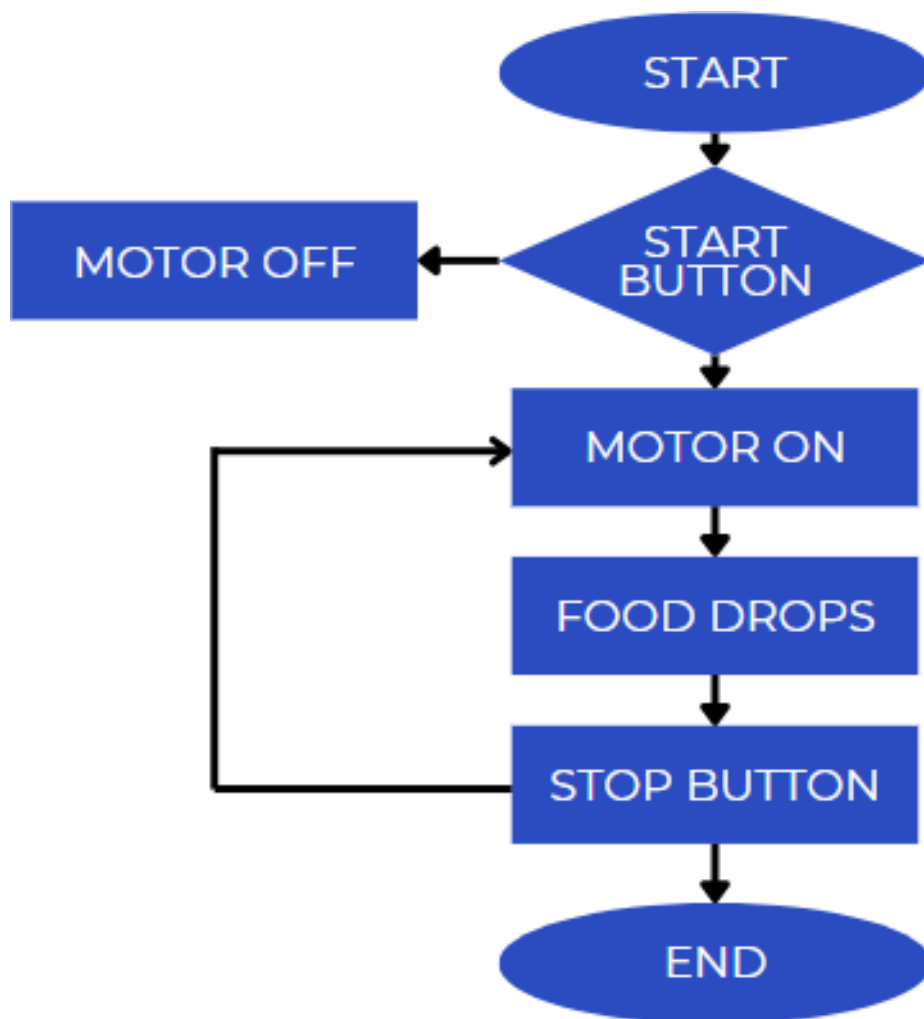 START
MOTOR OFF
START
BUTTON
MOTOR ON
FOOD DROPS
STOP BUTTON
END